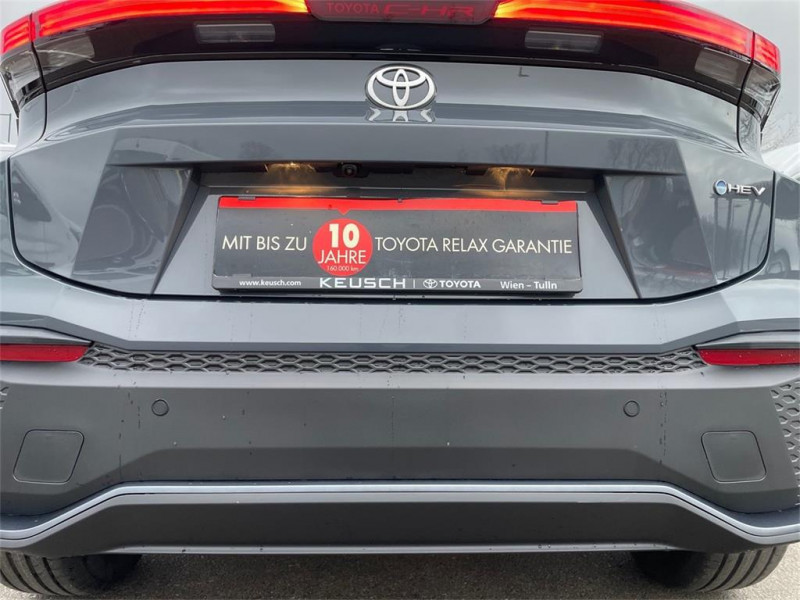 TOYOTA C-HR
HEV
MIT BIS ZU 10 JAHRE TOYOTA RELAX GARANTIE
160.000 km
www.keusch.com KEUSCH | TOYOTA Wien – Tulln